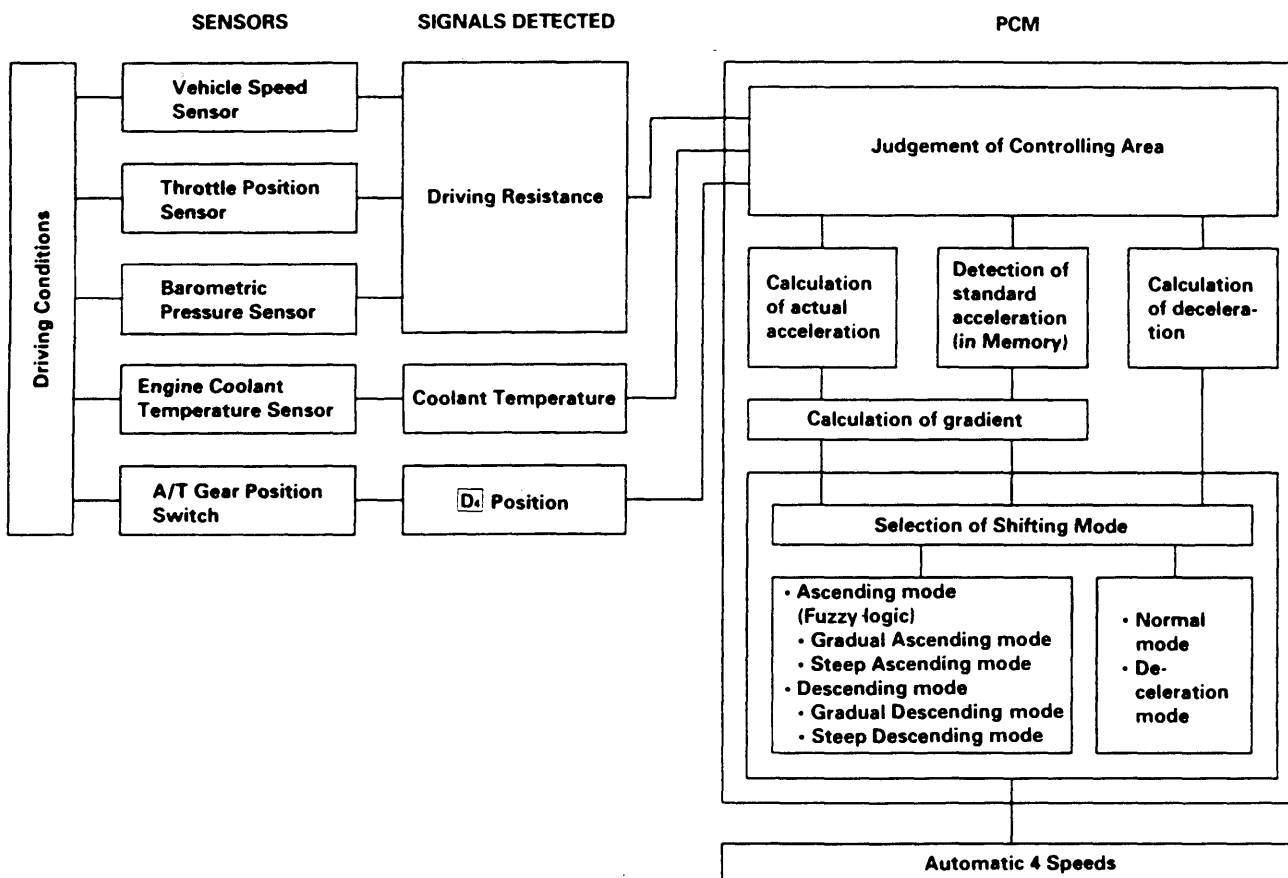 SENSORS
SIGNALS DETECTED
PCM
Driving Conditions
Vehicle Speed
Sensor
Throttle Position
Sensor
Barometric
Pressure Sensor
Engine Coolant
Temperature Sensor
A/T Gear Position
Switch
Driving Resistance
Coolant Temperature
D4 Position
Judgement of Controlling Area
Calculation
of actual
acceleration
Detection of
standard
acceleration
(in Memory)
Calculation
of decelera-
tion
Calculation of gradient
Selection of Shifting Mode
• Ascending mode
(Fuzzy logic)
• Gradual Ascending mode
• Steep Ascending mode
• Descending mode
• Gradual Descending mode
• Steep Descending mode
• Normal
mode
• De-
celeration
mode
Automatic 4 Speeds